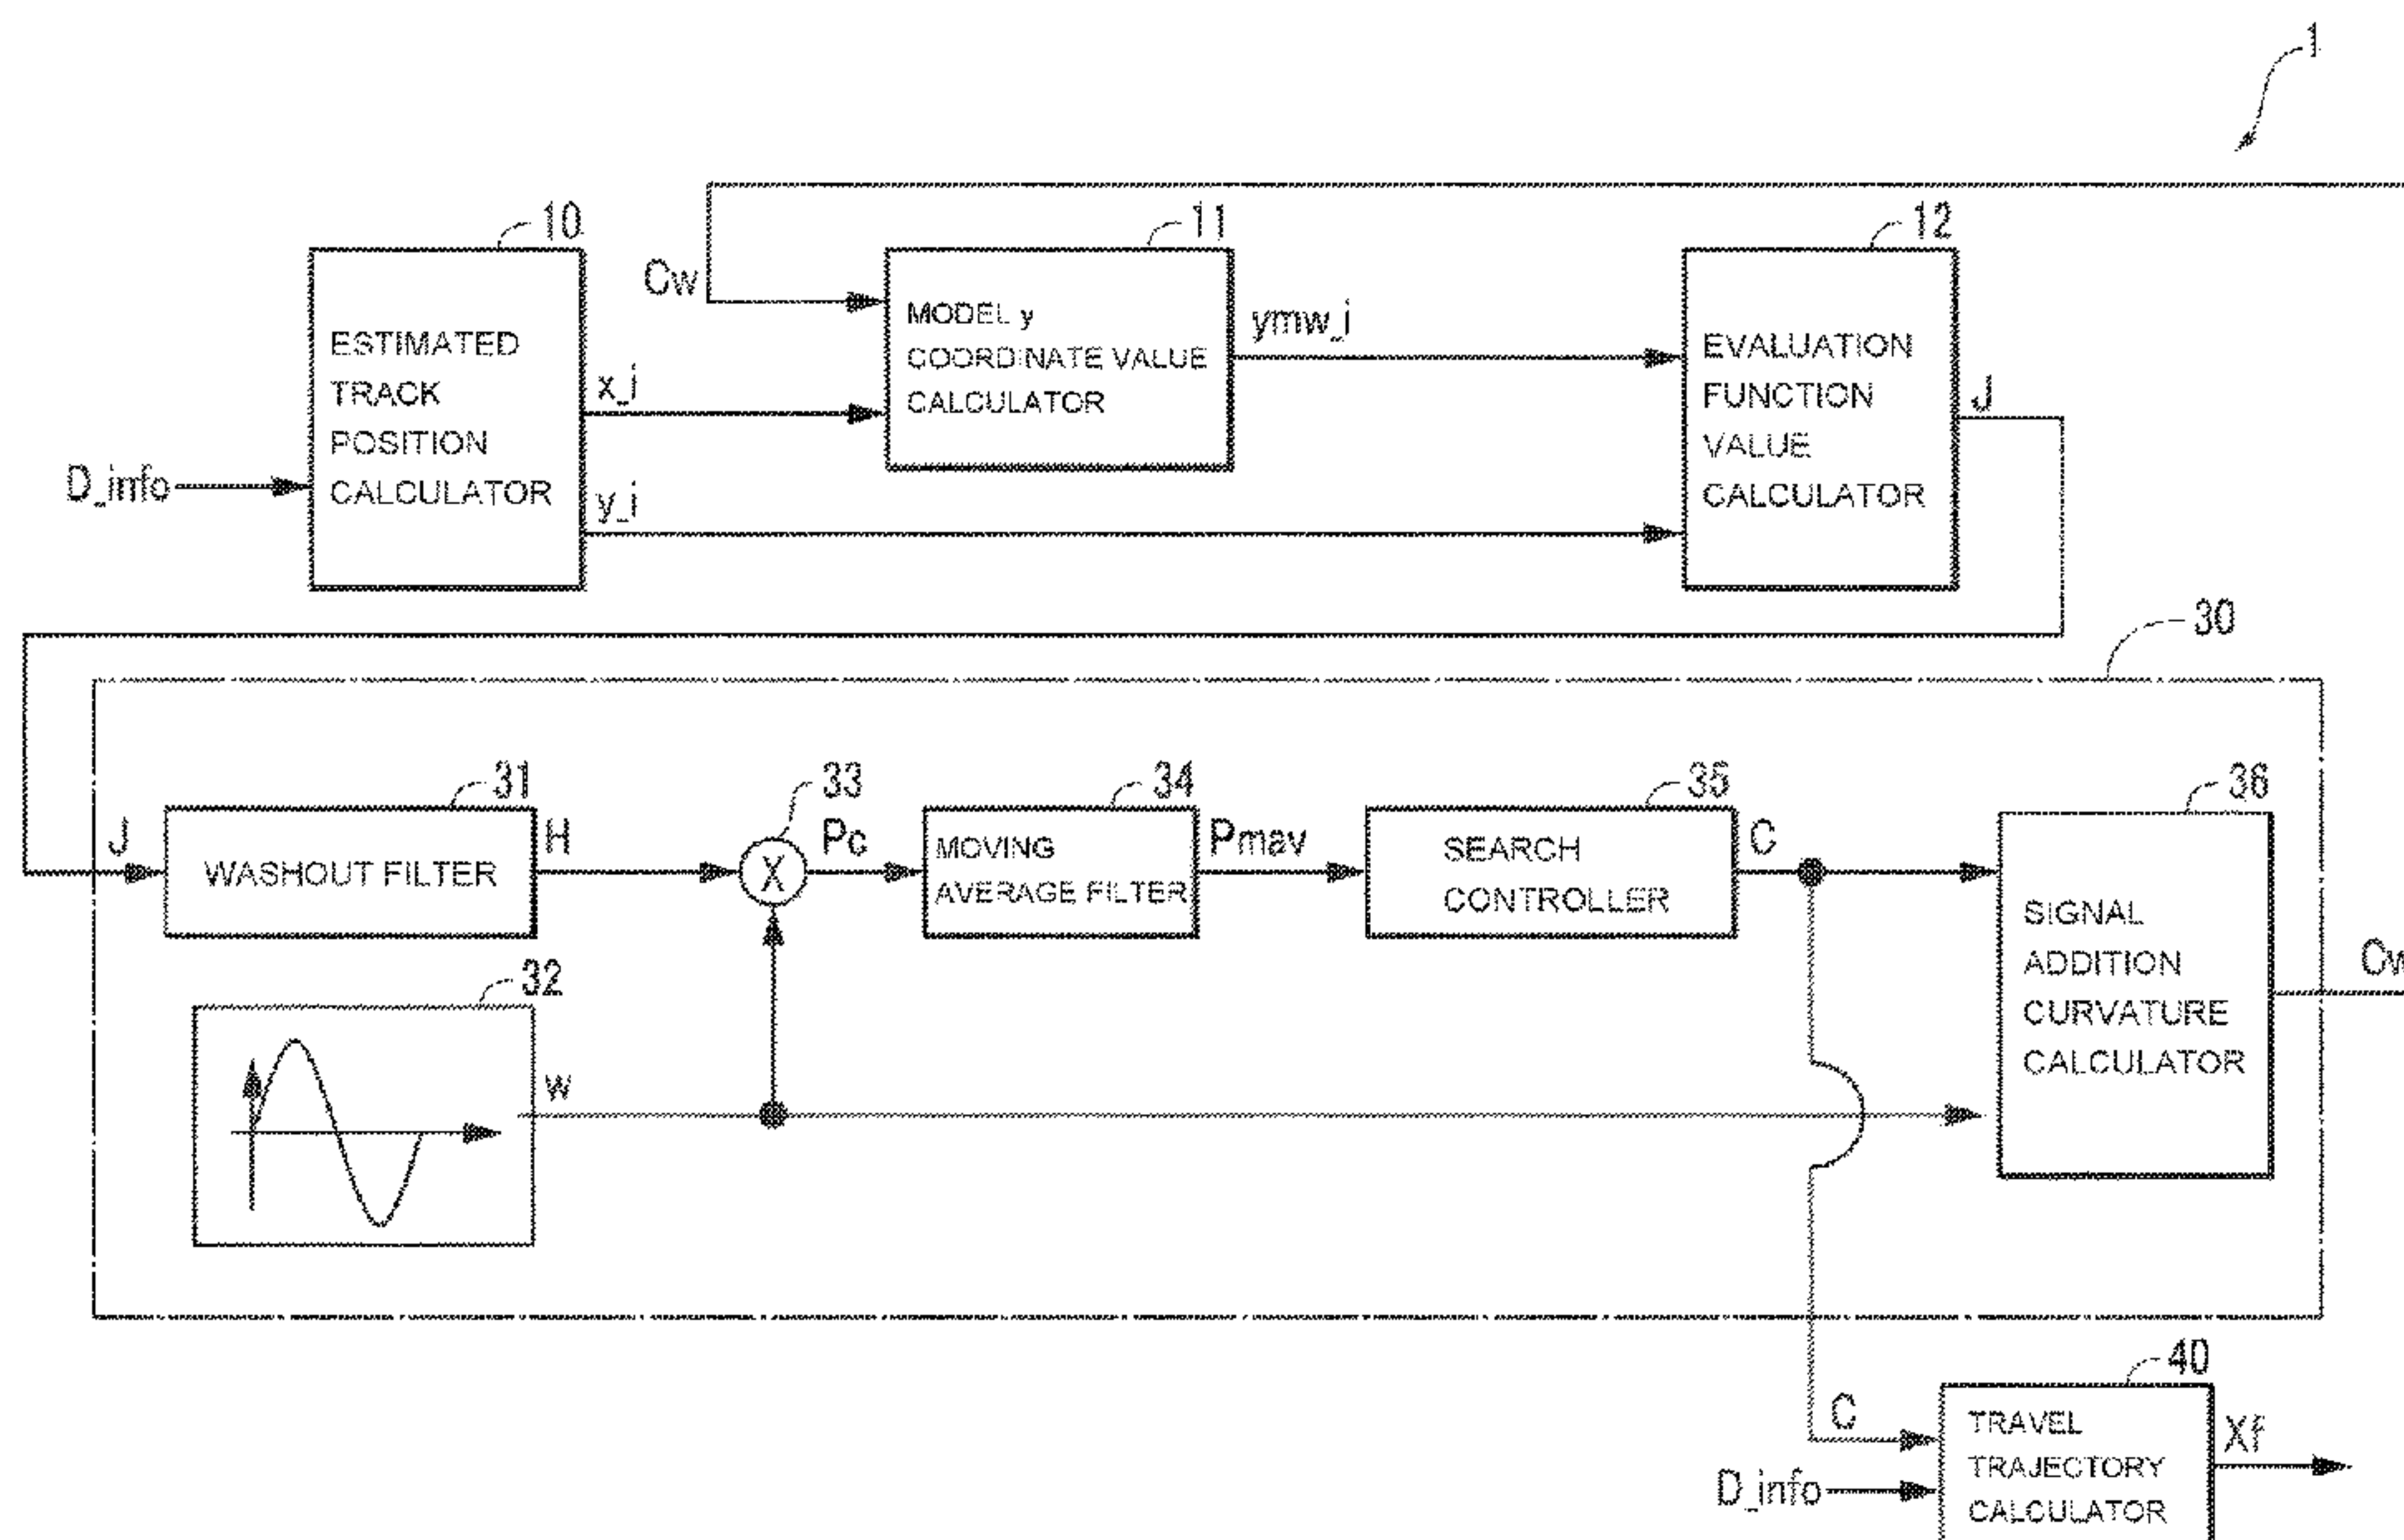 1
10
11
12
Cw
MODEL y
COORDINATE VALUE
CALCULATOR
ymw_i
ESTIMATED
TRACK
POSITION
CALCULATOR
EVALUATION
FUNCTION
VALUE
CALCULATOR
x_i
J
D_info
y_i
30
31
33
34
35
36
J
WASHOUT FILTER
H
X
Pc
MOVING
AVERAGE FILTER
Pmav
SEARCH
CONTROLLER
C
SIGNAL
ADDITION
CURVATURE
CALCULATOR
Cw
32
w
40
C
D_info
TRAVEL
TRAJECTORY
CALCULATOR
Xf